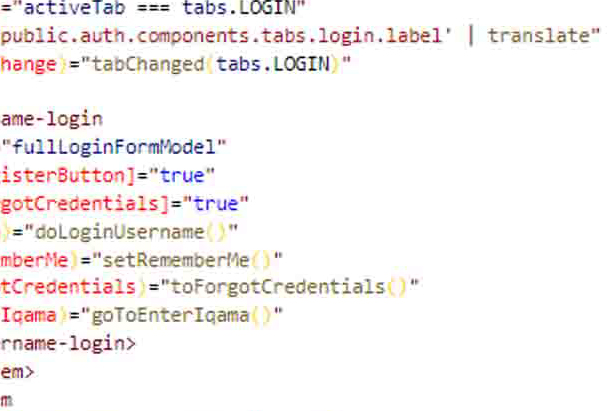 ="activeTab === tabs.LOGIN"
public.auth.components.tabs.login.label' | translate"
hange)="tabChanged(tabs.LOGIN)"
ame-login
"fullLoginFormModel"
isterButton]="true"
gotCredentials]="true"
)="doLoginUsername()"
mberMe)="setRememberMe()"
tCredentials)="toForgotCredentials()"
Iqama)="goToEnterIqama()"
rname-login>
em>
m